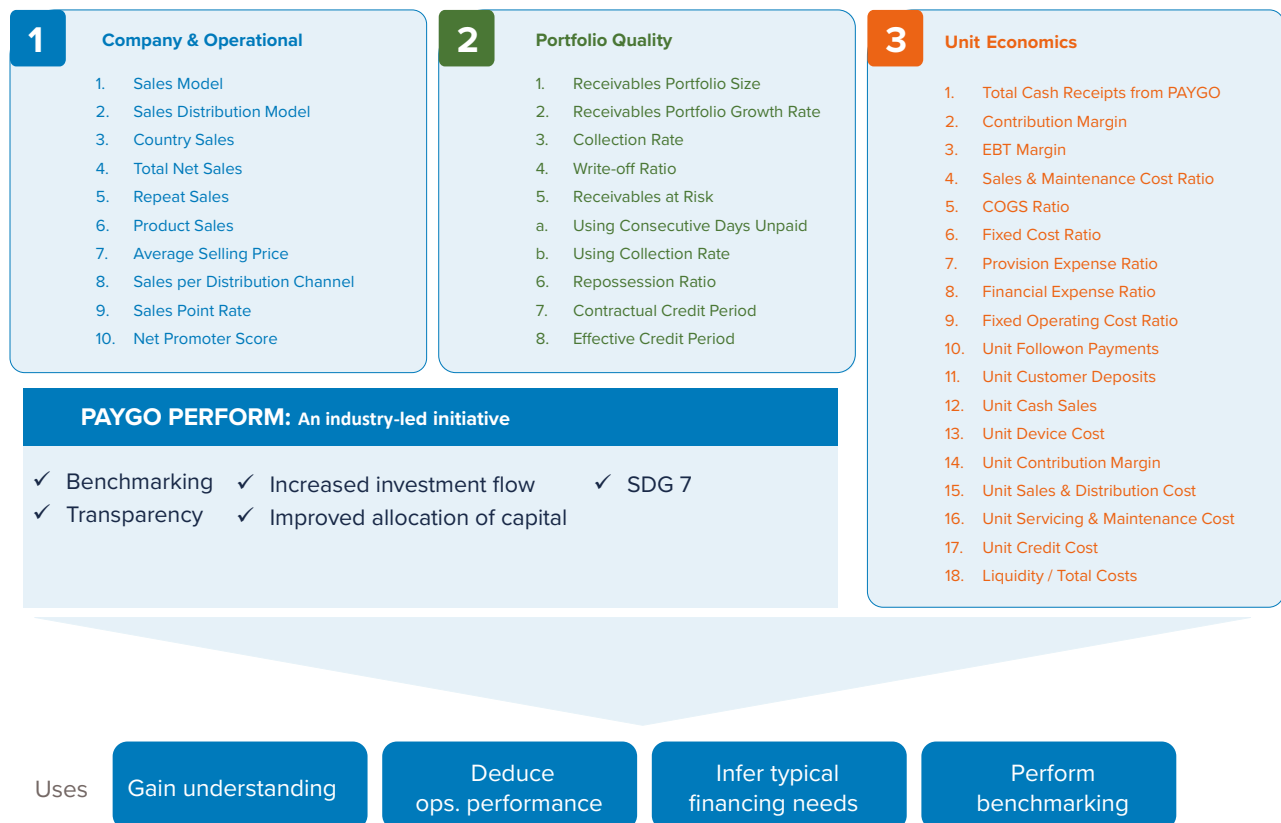 1
Company & Operational
1. Sales Model
2. Sales Distribution Model
3. Country Sales
4. Total Net Sales
5. Repeat Sales
6. Product Sales
7. Average Selling Price
8. Sales per Distribution Channel
9. Sales Point Rate
10. Net Promoter Score
2
Portfolio Quality
1. Receivables Portfolio Size
2. Receivables Portfolio Growth Rate
3. Collection Rate
4. Write-off Ratio
5. Receivables at Risk
a. Using Consecutive Days Unpaid
b. Using Collection Rate
6. Repossession Ratio
7. Contractual Credit Period
8. Effective Credit Period
3
Unit Economics
1. Total Cash Receipts from PAYGO
2. Contribution Margin
3. EBT Margin
4. Sales & Maintenance Cost Ratio
5. COGS Ratio
6. Fixed Cost Ratio
7. Provision Expense Ratio
8. Financial Expense Ratio
9. Fixed Operating Cost Ratio
10. Unit Follow-on Payments
11. Unit Customer Deposits
12. Unit Cash Sales
13. Unit Device Cost
14. Unit Contribution Margin
15. Unit Sales & Distribution Cost
16. Unit Servicing & Maintenance Cost
17. Unit Credit Cost
18. Liquidity / Total Costs
PAYGO PERFORM: An industry-led initiative
✓ Benchmarking
✓ Transparency
✓ Increased investment flow
✓ Improved allocation of capital
✓ SDG 7
Uses
Gain understanding
Deduce
ops. performance
Infer typical
financing needs
Perform
benchmarking